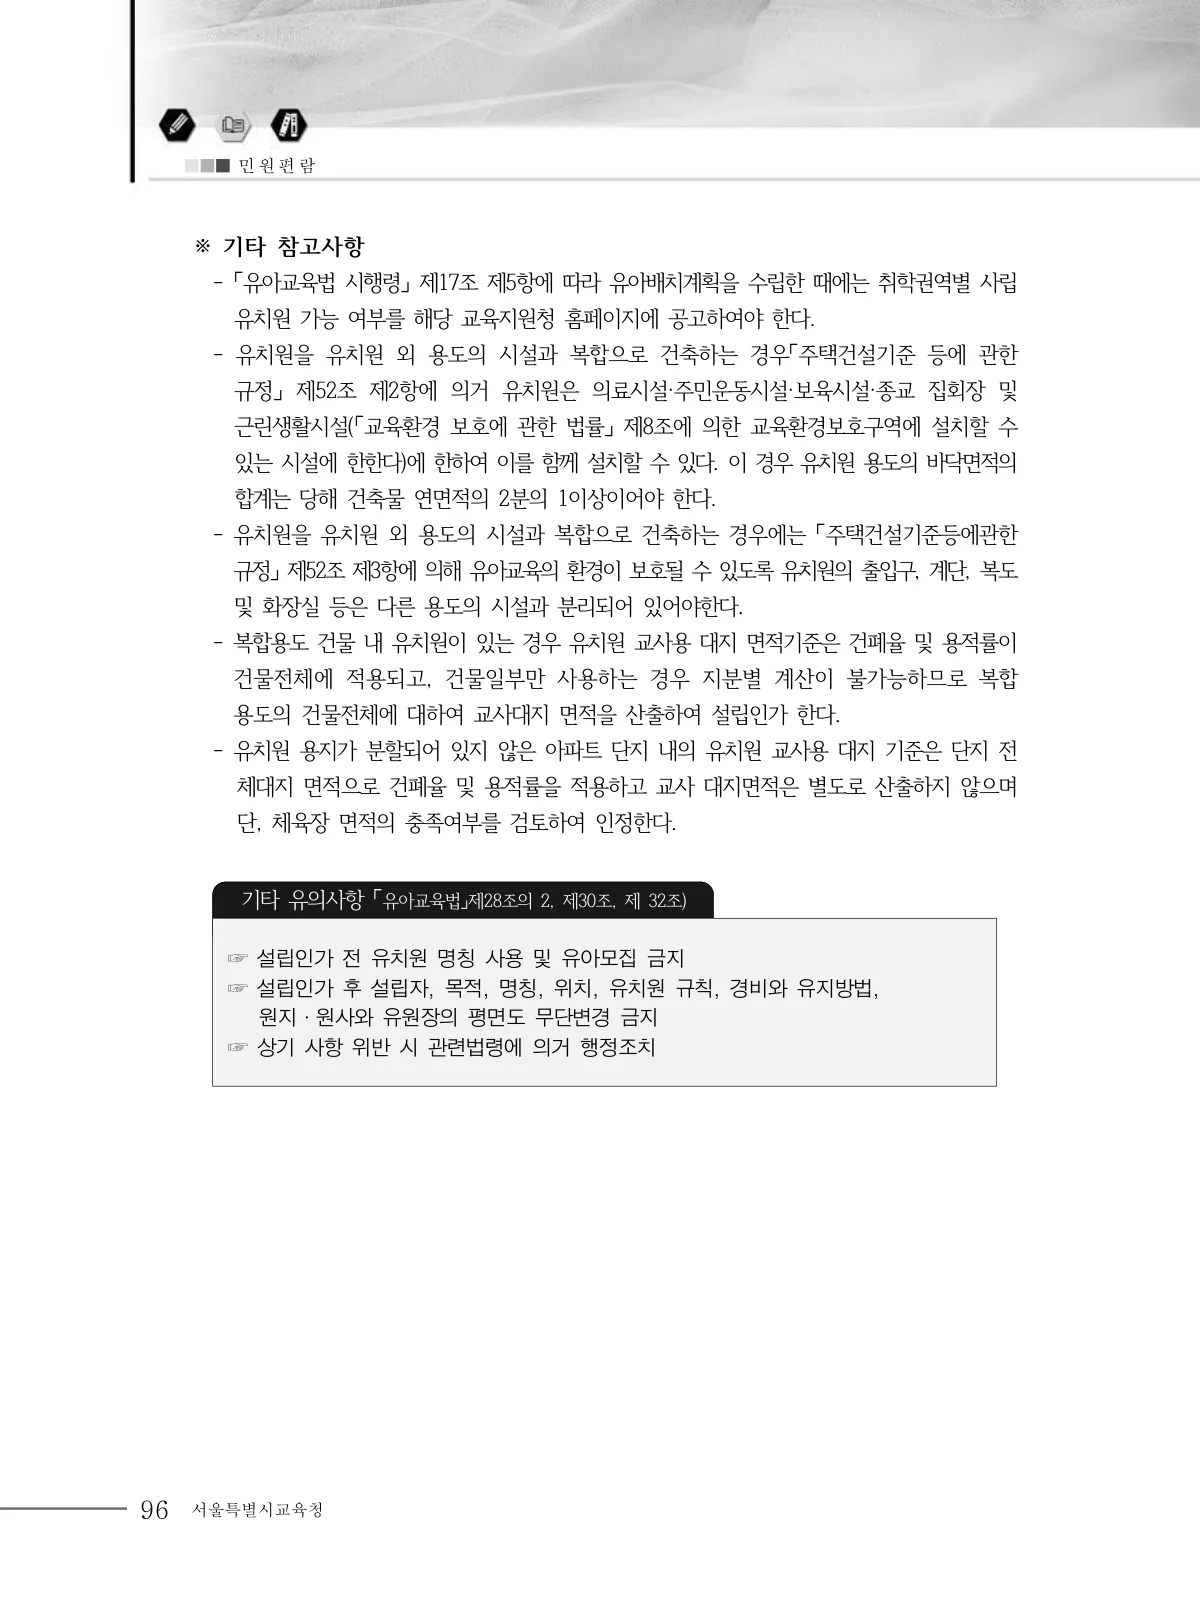 민원편람
※ 기타 참고사항
- 「유아교육법 시행령」 제17조 제5항에 따라 유아배치계획을 수립한 때에는 취학권역별 사립
유치원 가능 여부를 해당 교육지원청 홈페이지에 공고하여야 한다.
- 유치원을 유치원 외 용도의 시설과 복합으로 건축하는 경우「주택건설기준 등에 관한
규정」 제52조 제2항에 의거 유치원은 의료시설·주민운동시설·보육시설·종교 집회장 및
근린생활시설(「교육환경 보호에 관한 법률」 제8조에 의한 교육환경보호구역에 설치할 수
있는 시설에 한한다)에 한하여 이를 함께 설치할 수 있다. 이 경우 유치원 용도의 바닥면적의
합계는 당해 건축물 연면적의 2분의 1이상이어야 한다.
- 유치원을 유치원 외 용도의 시설과 복합으로 건축하는 경우에는 「주택건설기준등에관한
규정」 제52조 제3항에 의해 유아교육의 환경이 보호될 수 있도록 유치원의 출입구, 계단, 복도
및 화장실 등은 다른 용도의 시설과 분리되어 있어야한다.
- 복합용도 건물 내 유치원이 있는 경우 유치원 교사용 대지 면적기준은 건폐율 및 용적률이
건물전체에 적용되고, 건물일부만 사용하는 경우 지분별 계산이 불가능하므로 복합
용도의 건물전체에 대하여 교사대지 면적을 산출하여 설립인가 한다.
- 유치원 용지가 분할되어 있지 않은 아파트 단지 내의 유치원 교사용 대지 기준은 단지 전
체대지 면적으로 건폐율 및 용적률을 적용하고 교사 대지면적은 별도로 산출하지 않으며
단, 체육장 면적의 충족여부를 검토하여 인정한다.
기타 유의사항 「유아교육법」제28조의 2, 제30조, 제 32조)
☞ 설립인가 전 유치원 명칭 사용 및 유아모집 금지
☞ 설립인가 후 설립자, 목적, 명칭, 위치, 유치원 규칙, 경비와 유지방법,
원지 · 원사와 유원장의 평면도 무단변경 금지
☞ 상기 사항 위반 시 관련법령에 의거 행정조치
96 서울특별시교육청